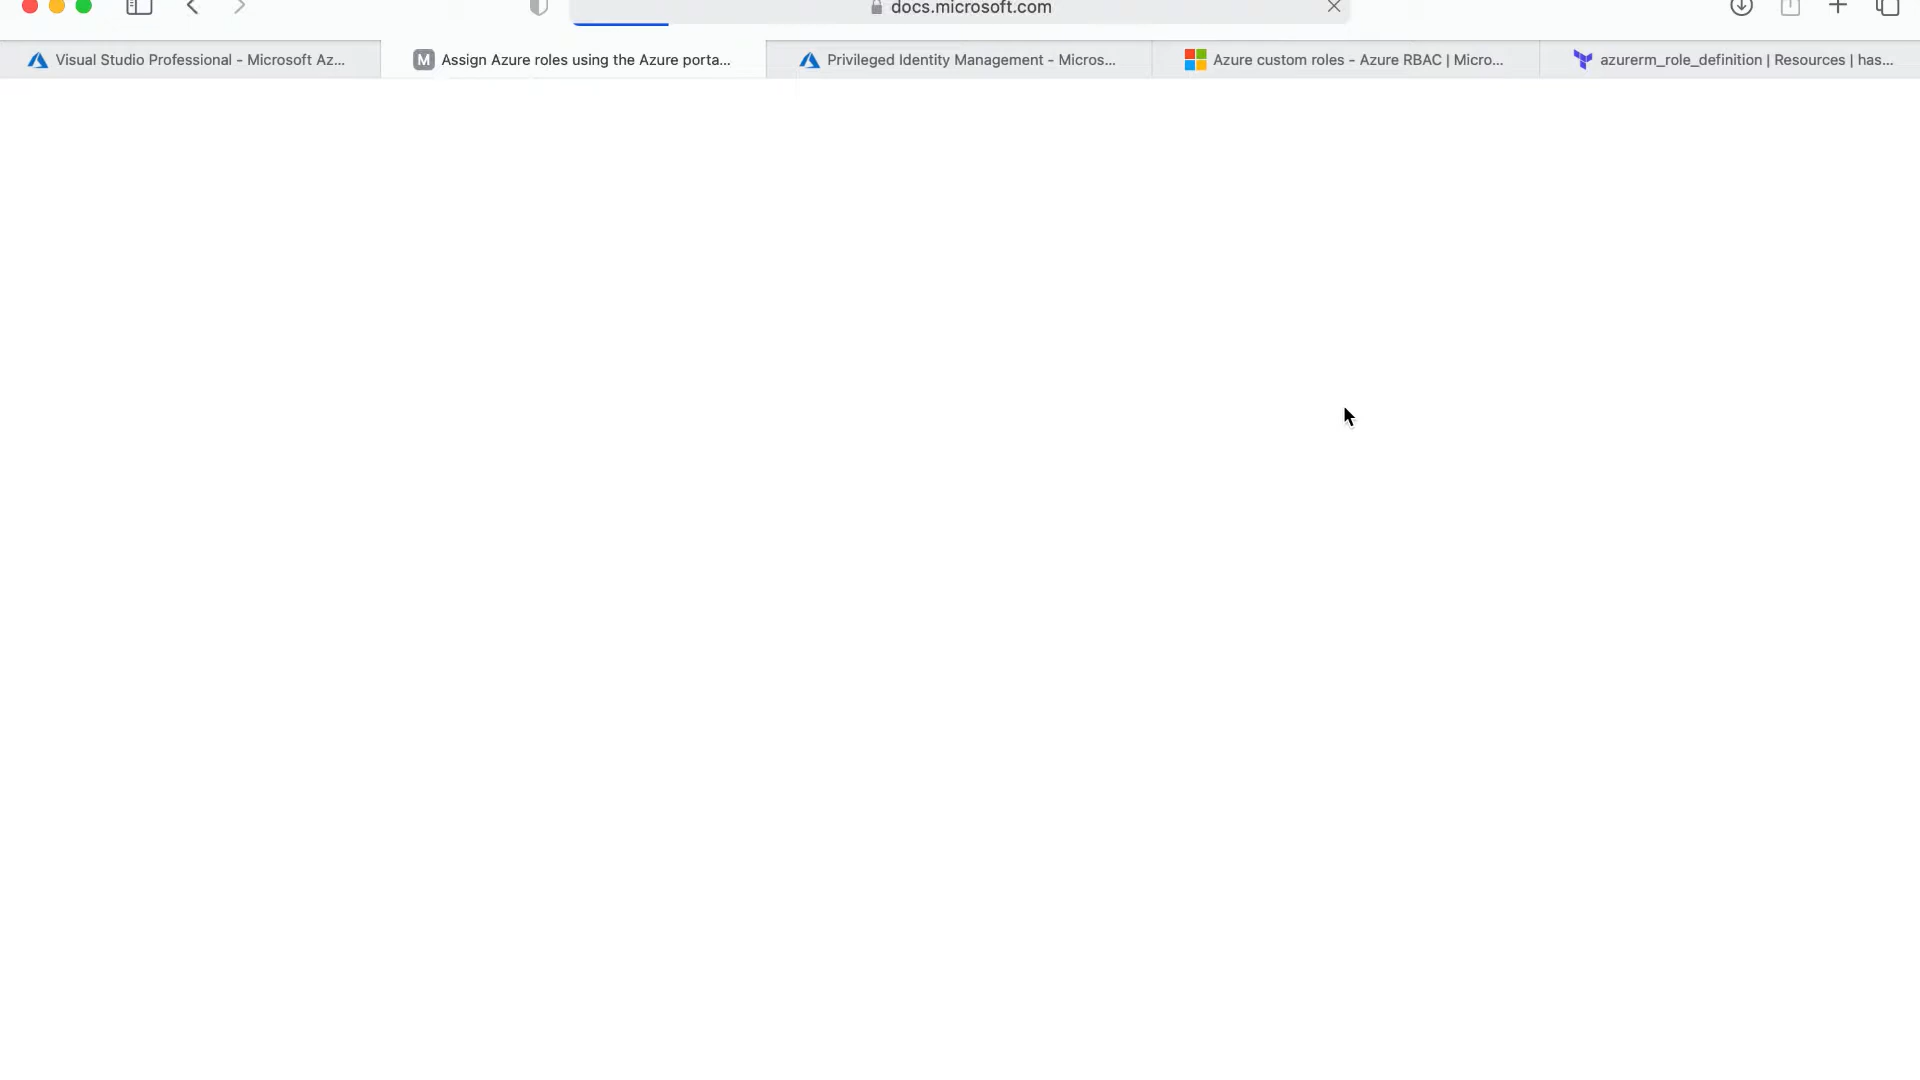 docs.microsoft.com
Visual Studio Professional - Microsoft Az...
M Assign Azure roles using the Azure porta...
Privileged Identity Management - Micros...
Azure custom roles - Azure RBAC | Micro...
azurerm_role_definition | Resources | has...